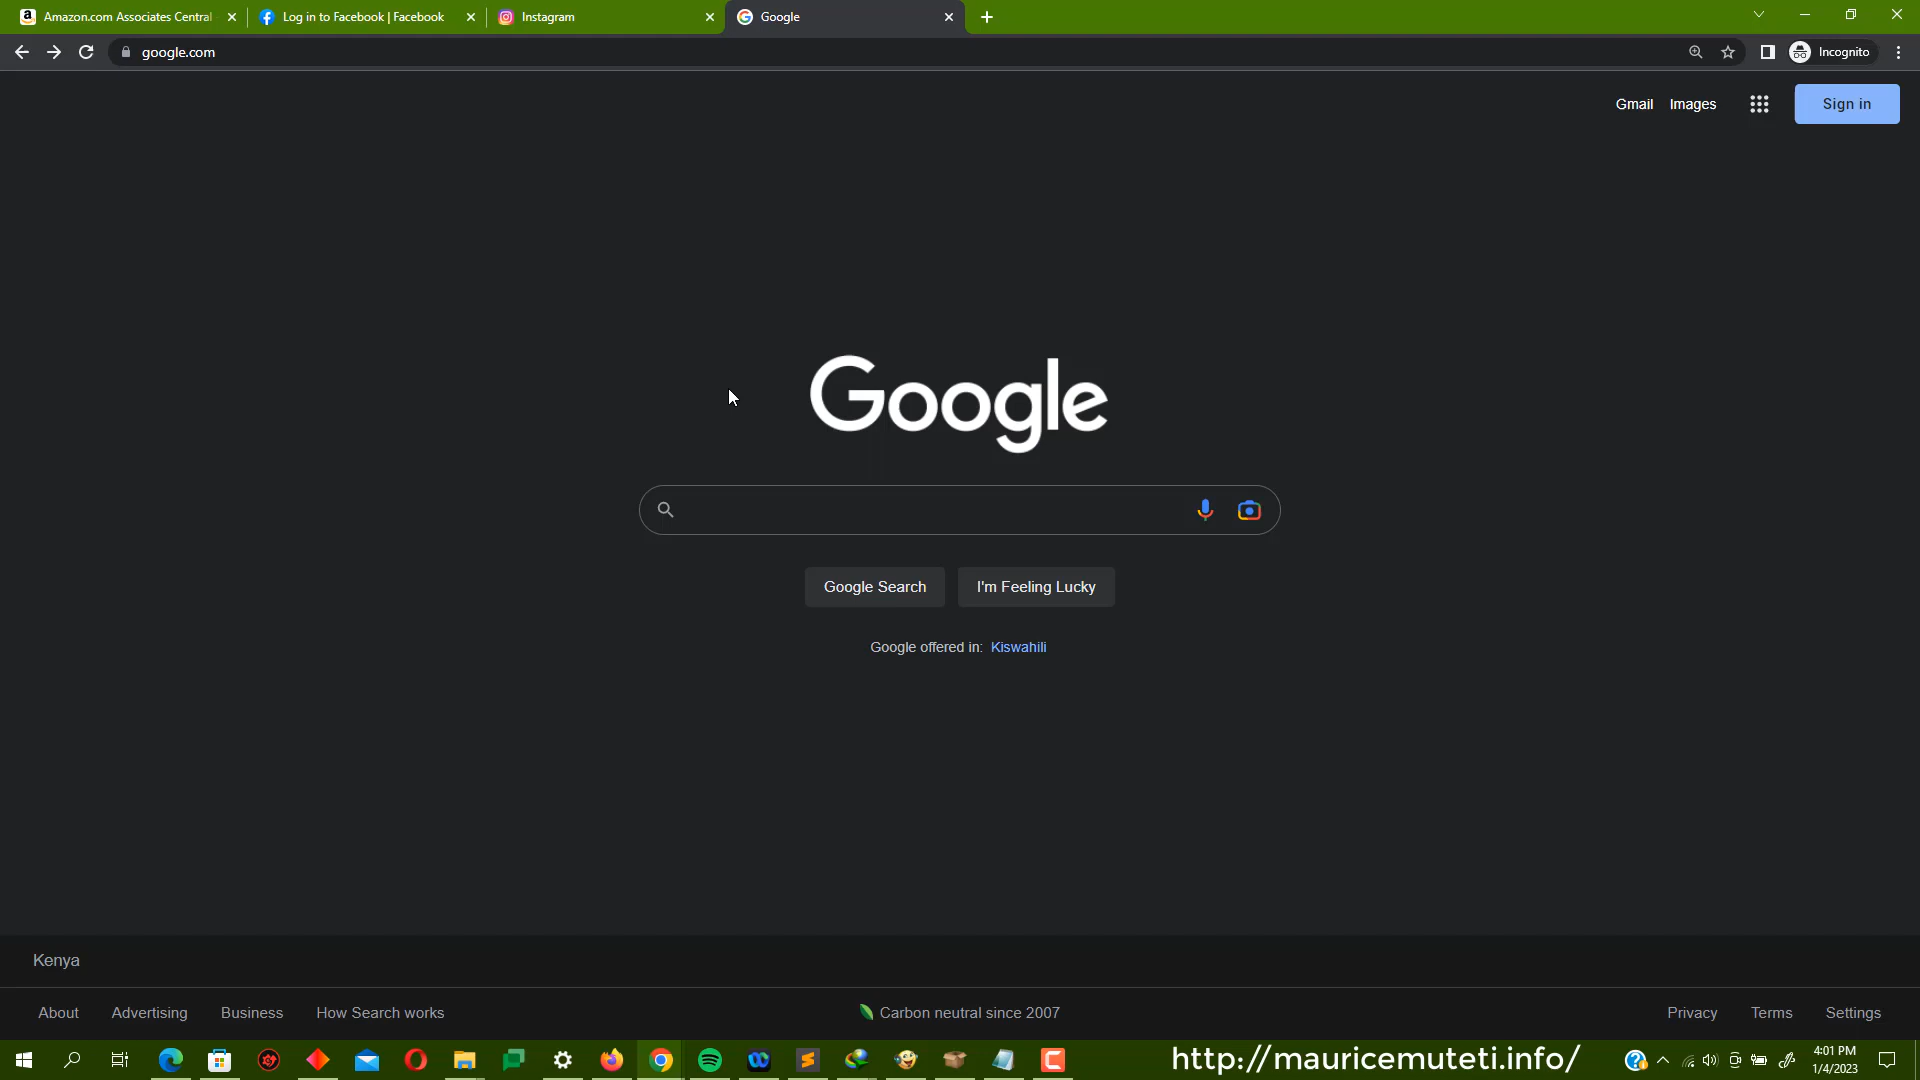 Amazon.com Associates Central
Log in to Facebook | Facebook
Instagram
Google
google.com
Incognito
Gmail
Images
Sign in
Google
Google Search
I'm Feeling Lucky
Google offered in: Kiswahili
Kenya
About
Advertising
Business
How Search works
Carbon neutral since 2007
Privacy
Terms
Settings
http://mauricemuteti.info/
4:01 PM
1/4/2023